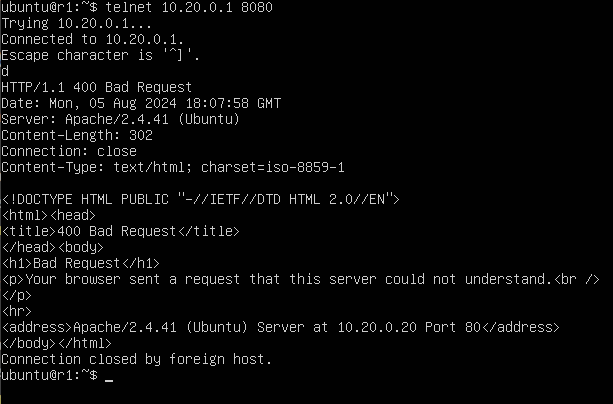 ubuntu@r1:~$ telnet 10.20.0.1 8080
Trying 10.20.0.1...
Connected to 10.20.0.1.
Escape character is '^]'.
d
HTTP/1.1 400 Bad Request
Date: Mon, 05 Aug 2024 18:07:58 GMT
Server: Apache/2.4.41 (Ubuntu)
Content-Length: 302
Connection: close
Content-Type: text/html; charset=iso-8859-1

<!DOCTYPE HTML PUBLIC "-//IETF//DTD HTML 2.0//EN">
<html><head>
<title>400 Bad Request</title>
</head><body>
<h1>Bad Request</h1>
<p>Your browser sent a request that this server could not understand.<br />
</p>
<hr>
<address>Apache/2.4.41 (Ubuntu) Server at 10.20.0.20 Port 80</address>
</body></html>
Connection closed by foreign host.
ubuntu@r1:~$ _